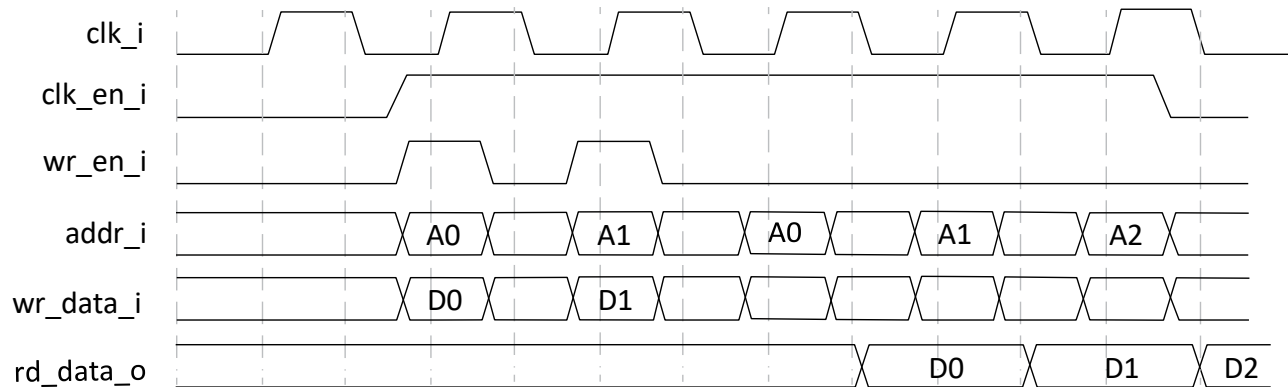 clk_i
clk_en_i
wr_en_i
addr_i A0 A1 A0 A1 A2
wr_data_i D0 D1
rd_data_o D0 D1 D2